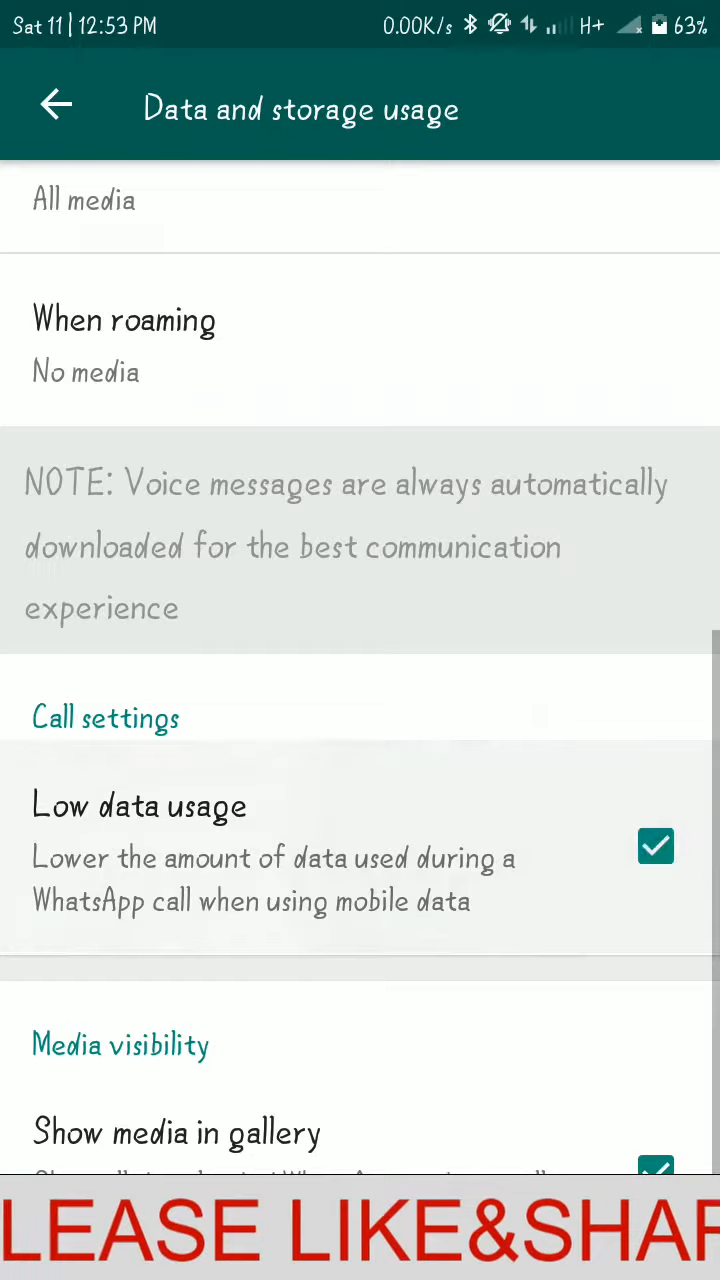 Sat 11 | 12:53 PM 0.00K/s H+ 63%
Data and storage usage
All media
When roaming
No media
NOTE: Voice messages are always automatically
downloaded for the best communication
experience
Call settings
Low data usage
Lower the amount of data used during a
WhatsApp call when using mobile data
Media visibility
Show media in gallery
LEASE LIKE&SHAR